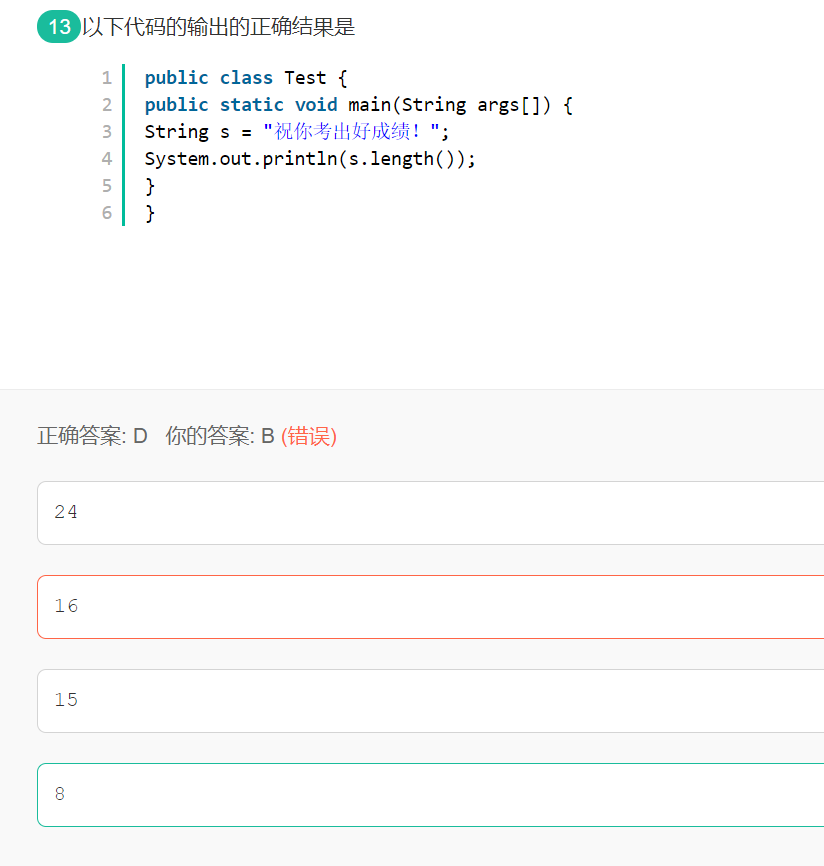 13 以下代码的输出的正确结果是
1 public class Test {
2 public static void main(String args[]) {
3 String s = "祝你考出好成绩！";
4 System.out.println(s.length());
5 }
6 }
正确答案: D 你的答案: B (错误)
24
16
15
8